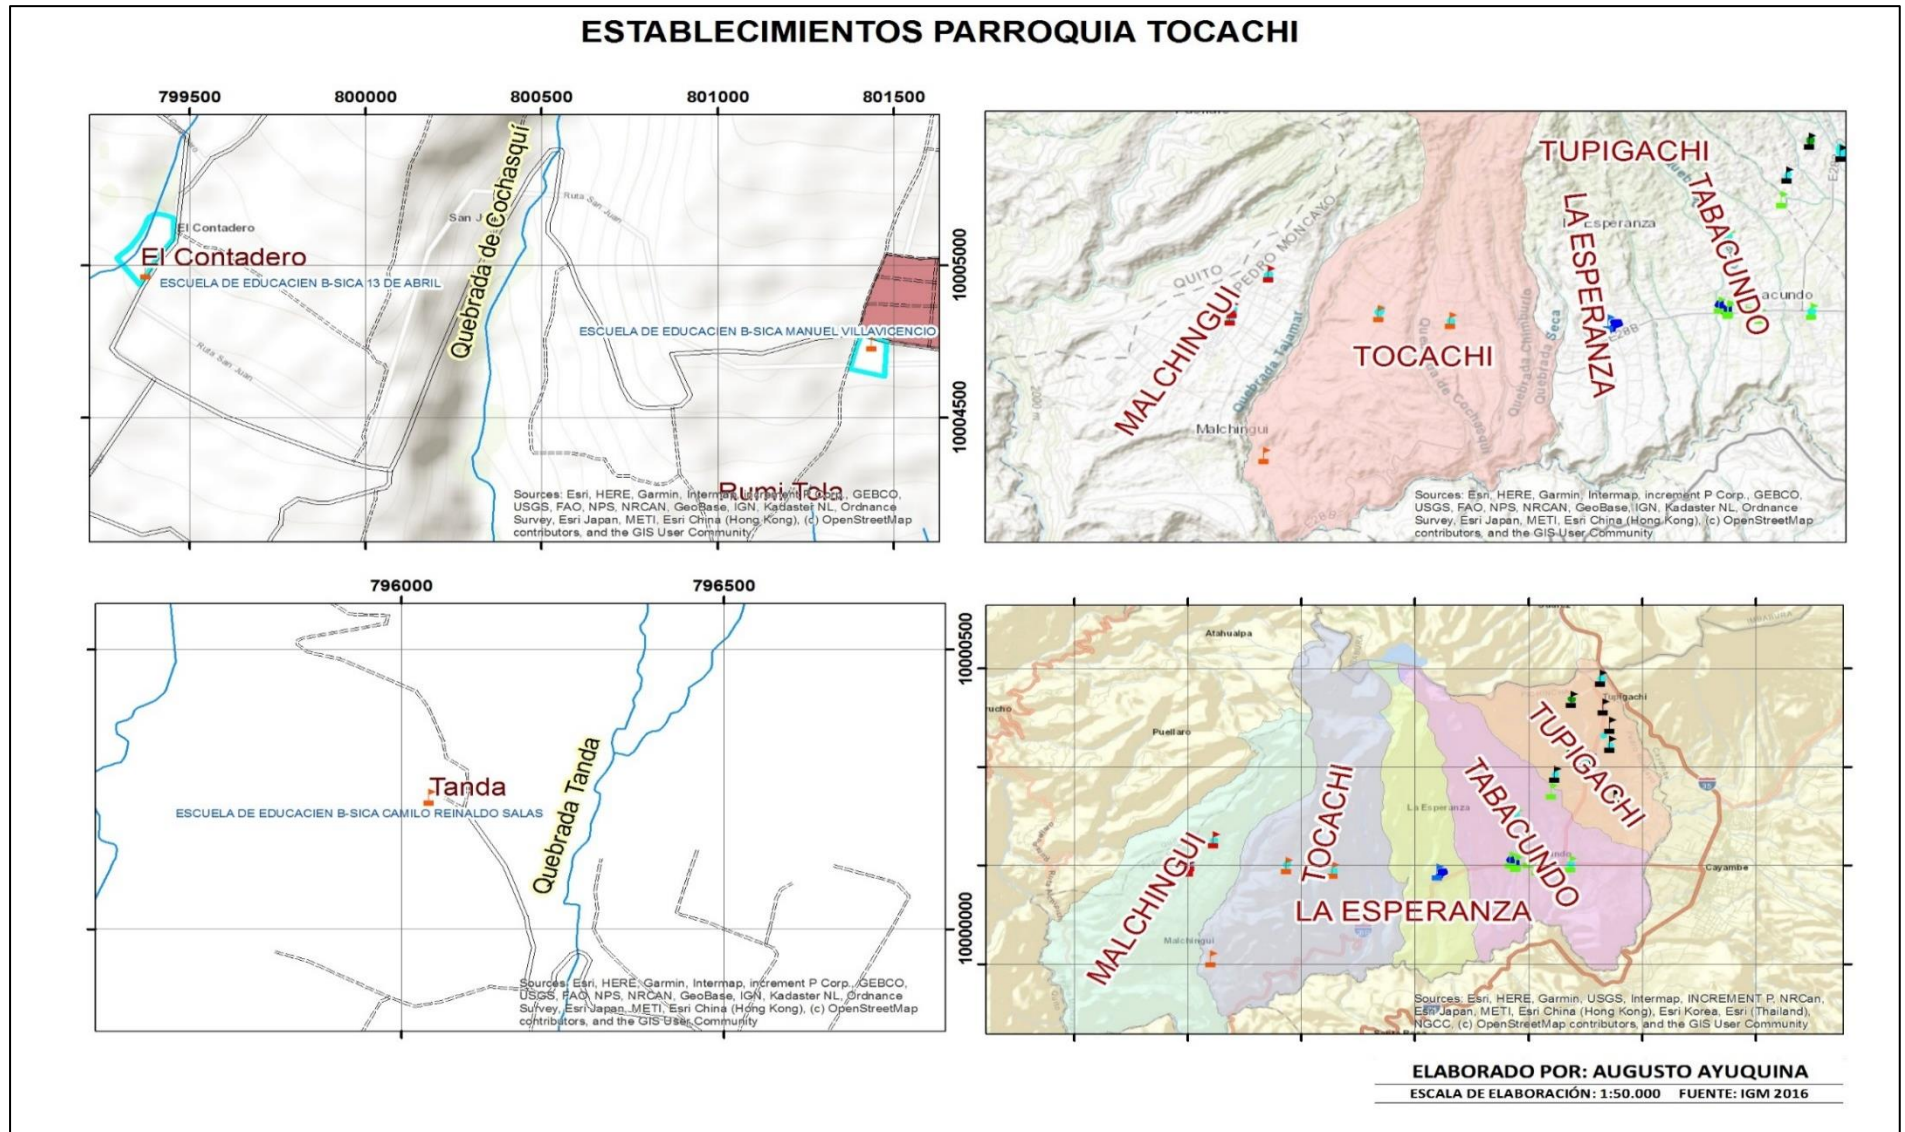 ESTABLECIMIENTOS PARROQUIA TOCACHI
799500
800000
800500
801000
801500
El Contadero
El Contadero
ESCUELA DE EDUCACIEN B-SICA 13 DE ABRIL
Ruta San Juan
San J
Quebrada de Cochasquí
Ruta San Juan
ESCUELA DE EDUCACIEN B-SICA MANUEL VILLAVICENCIO
Rumi Tola
10005000
10004500
Sources: Esri, HERE, Garmin, Intermap, increment P Corp., GEBCO,
USGS, FAO, NPS, NRCAN, GeoBase, IGN, Kadaster NL, Ordnance
Survey, Esri Japan, METI, Esri China (Hong Kong), (c) OpenStreetMap
contributors, and the GIS User Community
TUPIGACHI
TABACUNDO
LA ESPERANZA
Esperanza
acundo
QUITO
PEDRO MONCAYO
MALCHINGUI
Quebrada Tajamar
TOCACHI
Quebrada Chimburla
Quebrada Seca
E28B
Malchingui
3000 m
E28B
Sources: Esri, HERE, Garmin, Intermap, increment P Corp., GEBCO,
USGS, FAO, NPS, NRCAN, GeoBase, IGN, Kadaster NL, Ordnance
Survey, Esri Japan, METI, Esri China (Hong Kong), (c) OpenStreetMap
contributors, and the GIS User Community
796000
796500
Tanda
ESCUELA DE EDUCACIEN B-SICA CAMILO REINALDO SALAS
Quebrada Tanda
10000500
10000000
Sources: Esri, HERE, Garmin, Intermap, increment P Corp., GEBCO,
USGS, FAO, NPS, NRCAN, GeoBase, IGN, Kadaster NL, Ordnance
Survey, Esri Japan, METI, Esri China (Hong Kong), (c) OpenStreetMap
contributors, and the GIS User Community
Atahualpa
IMBABURA
Tupigachi
rucho
Puellaro
TUPIGACHI
TOCACHI
TABACUNDO
La Esperanza
MALCHINGUI
Cayambe
LA ESPERANZA
Malchingui
Sources: Esri, HERE, Garmin, USGS, Intermap, INCREMENT P, NRCan,
Esri Japan, METI, Esri China (Hong Kong), Esri Korea, Esri (Thailand),
NGCC, (c) OpenStreetMap contributors, and the GIS User Community
ELABORADO POR: AUGUSTO AYUQUINA
ESCALA DE ELABORACIÓN: 1:50.000 FUENTE: IGM 2016